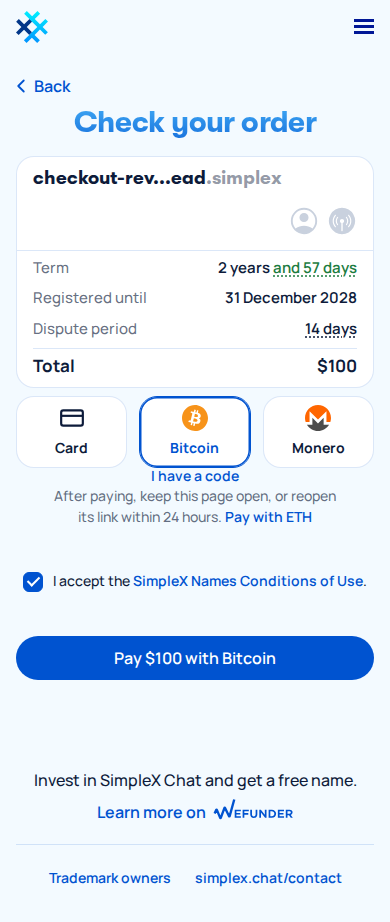 Back
Check your order
checkout-rev...ead.simplex
Term 2 years and 57 days
Registered until 31 December 2028
Dispute period 14 days
Total $100
Card Bitcoin Monero
I have a code
After paying, keep this page open, or reopen
its link within 24 hours. Pay with ETH
I accept the SimpleX Names Conditions of Use.
Pay $100 with Bitcoin
Invest in SimpleX Chat and get a free name.
Learn more on WEFUNDER
Trademark owners simplex.chat/contact